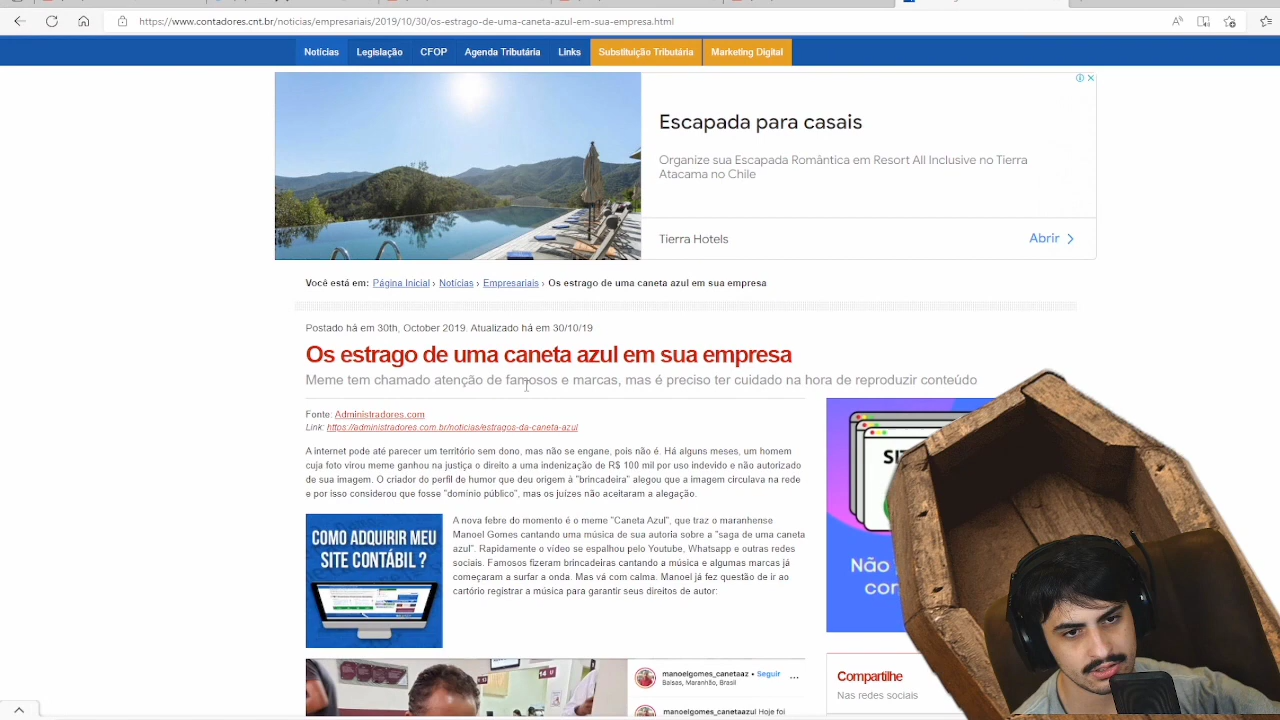 https://www.contadores.cnt.br/noticias/empresariais/2019/10/30/os-estrago-de-uma-caneta-azul-em-sua-empresa.html
Notícias Legislação CFOP Agenda Tributária Links Substituição Tributária Marketing Digital
Escapada para casais
Organize sua Escapada Romântica em Resort All Inclusive no Tierra
Atacama no Chile
Tierra Hotels
Abrir
Você está em: Página Inicial › Notícias › Empresariais › Os estrago de uma caneta azul em sua empresa
Postado há em 30th, October 2019. Atualizado há em 30/10/19
Os estrago de uma caneta azul em sua empresa
Meme tem chamado atenção de famosos e marcas, mas é preciso ter cuidado na hora de reproduzir conteúdo
Fonte: Administradores.com
Link: https://administradores.com.br/noticias/estragos-da-caneta-azul
A internet pode até parecer um território sem dono, mas não se engane, pois não é. Há alguns meses, um homem
cuja foto virou meme ganhou na justiça o direito a uma indenização de R$ 100 mil por uso indevido e não autorizado
de sua imagem. O criador do perfil de humor que deu origem à "brincadeira" alegou que a imagem circulava na rede
e por isso considerou que fosse "domínio público", mas os juízes não aceitaram a alegação.
COMO ADQUIRIR MEU
SITE CONTÁBIL ?
A nova febre do momento é o meme "Caneta Azul", que traz o maranhense
Manoel Gomes cantando uma música de sua autoria sobre a "saga de uma caneta
azul". Rapidamente o vídeo se espalhou pelo Youtube, Whatsapp e outras redes
sociais. Famosos fizeram brincadeiras cantando a música e algumas marcas já
começaram a surfar a onda. Mas vá com calma. Manoel já fez questão de ir ao
cartório registrar a música para garantir seus direitos de autor:
Não
manoelgomes_canetaaz • Seguir
Balsas, Maranhão, Brasil
manoelgomes_canetaazul Hoje foi
Compartilhe
Nas redes sociais